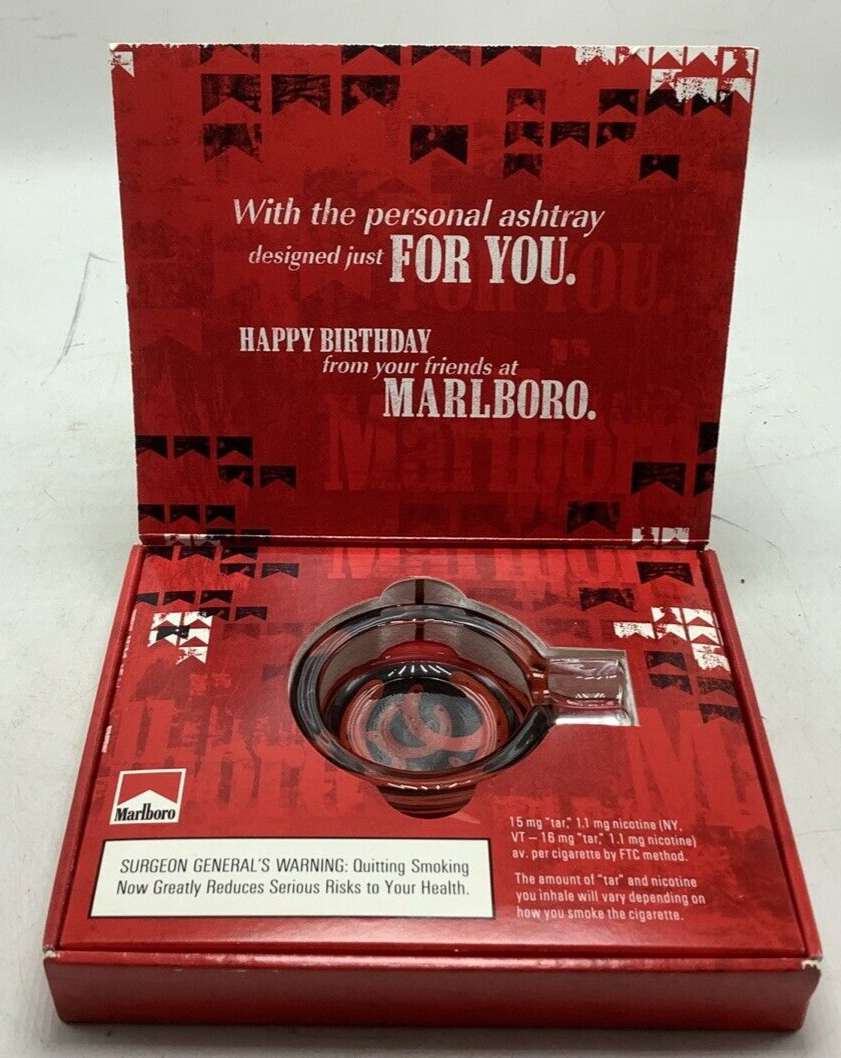 With the personal ashtray
designed just FOR YOU.
HAPPY BIRTHDAY
from your friends at
MARLBORO.
Marlboro
SURGEON GENERAL'S WARNING: Quitting Smoking
Now Greatly Reduces Serious Risks to Your Health.
15 mg "tar," 1.1 mg nicotine (NY,
VT – 16 mg "tar," 1.1 mg nicotine)
av. per cigarette by FTC method.
The amount of "tar" and nicotine
you inhale will vary depending on
how you smoke the cigarette.